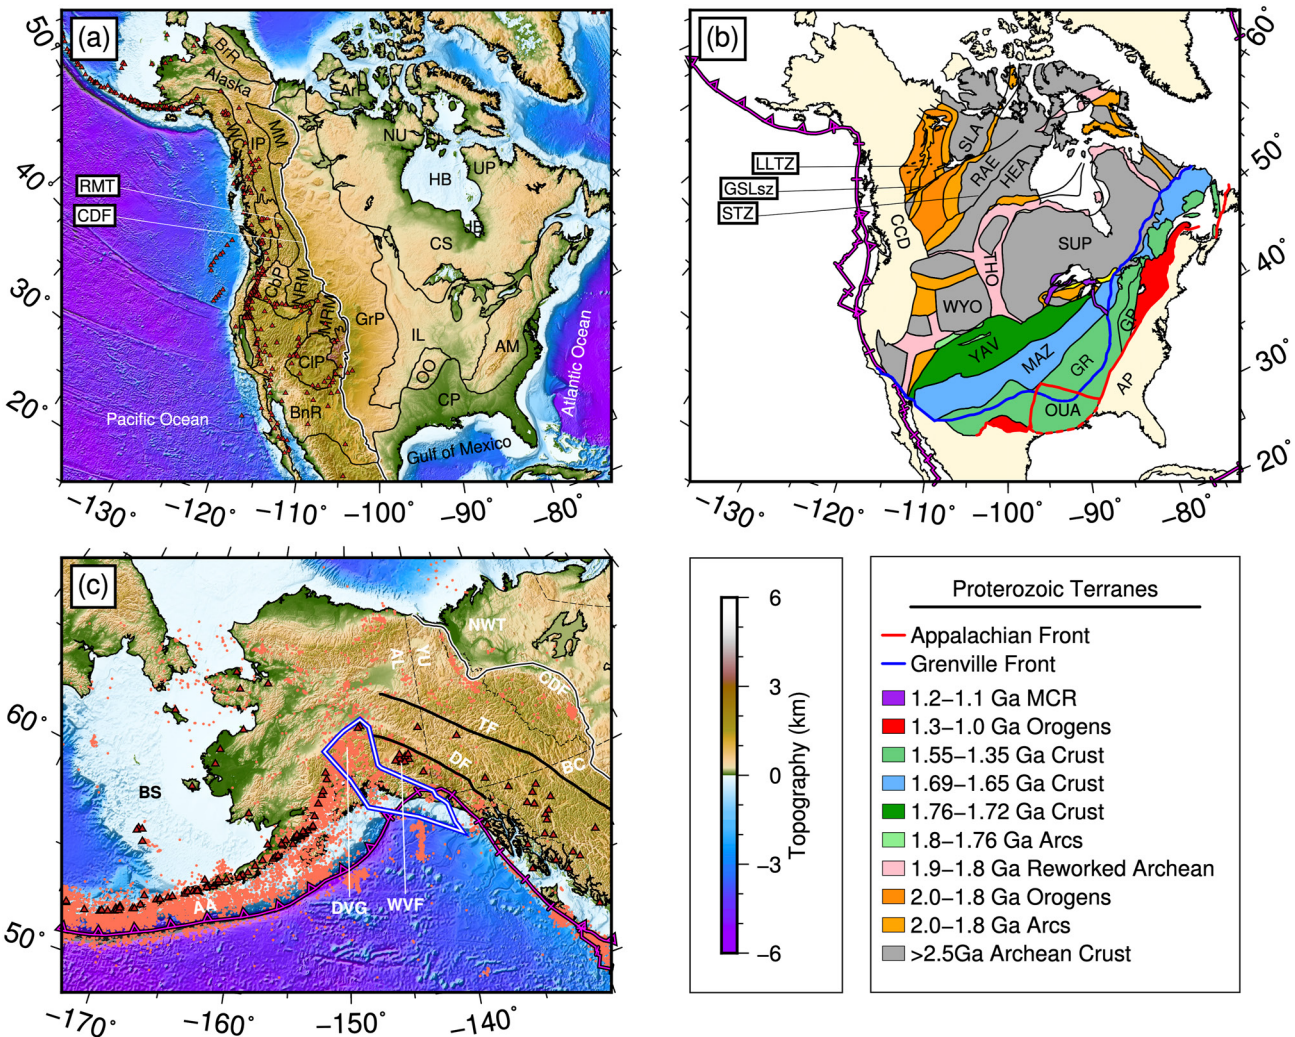 (a)
50°
40°
30°
20°
BrR
Alaska
ArP
NU
UP
HB
JB
CS
IP
MM
RMT
CDF
CbP
NRM
MRM
GrP
IL
ClP
OO
AM
CP
BnR
Pacific Ocean
Atlantic Ocean
Gulf of Mexico
−130°
−120°
−110°
−100°
−90°
−80°
(b)
60°
50°
40°
30°
20°
LLTZ
GSLsz
STZ
SLA
RAE
HEA
CCD
SUP
THO
WYO
YAV
MAZ
GR
GP
OUA
AP
−130°
−120°
−110°
−100°
−90°
−80°
(c)
60°
50°
NWT
AL
YU
CDF
TF
DF
BC
BS
AA
DVG
WVF
−170°
−160°
−150°
−140°
6
3
0
−3
−6
Topography (km)
Proterozoic Terranes
Appalachian Front
Grenville Front
1.2−1.1 Ga MCR
1.3−1.0 Ga Orogens
1.55−1.35 Ga Crust
1.69−1.65 Ga Crust
1.76−1.72 Ga Crust
1.8−1.76 Ga Arcs
1.9−1.8 Ga Reworked Archean
2.0−1.8 Ga Orogens
2.0−1.8 Ga Arcs
>2.5Ga Archean Crust